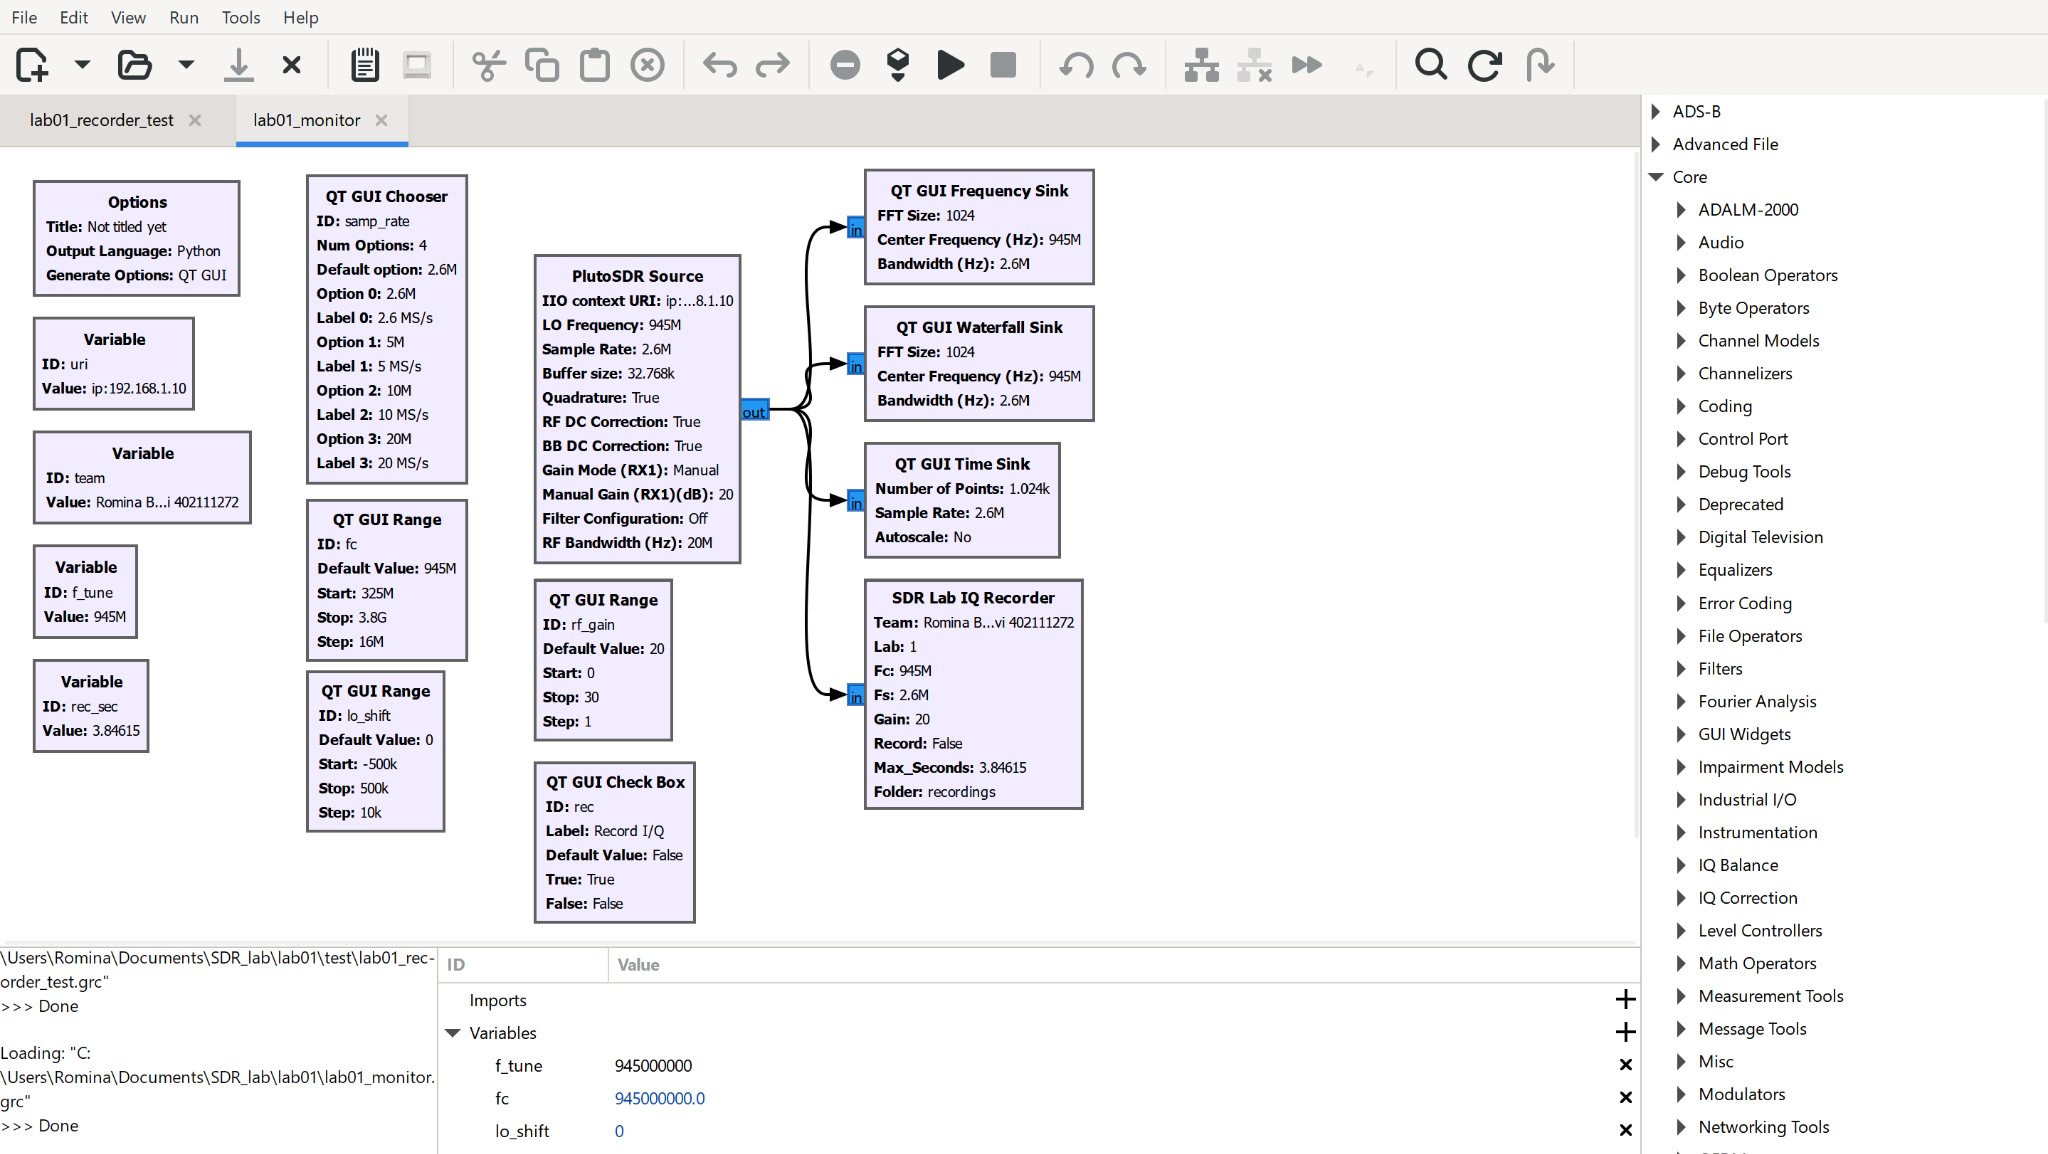 File Edit View Run Tools Help
lab01_recorder_test
lab01_monitor
Options
Title: Not titled yet
Output Language: Python
Generate Options: QT GUI
Variable
ID: uri
Value: ip:192.168.1.10
Variable
ID: team
Value: Romina B...i 402111272
Variable
ID: f_tune
Value: 945M
Variable
ID: rec_sec
Value: 3.84615
QT GUI Chooser
ID: samp_rate
Num Options: 4
Default option: 2.6M
Option 0: 2.6M
Label 0: 2.6 MS/s
Option 1: 5M
Label 1: 5 MS/s
Option 2: 10M
Label 2: 10 MS/s
Option 3: 20M
Label 3: 20 MS/s
QT GUI Range
ID: fc
Default Value: 945M
Start: 325M
Stop: 3.8G
Step: 16M
QT GUI Range
ID: lo_shift
Default Value: 0
Start: -500k
Stop: 500k
Step: 10k
PlutoSDR Source
IIO context URI: ip:...8.1.10
LO Frequency: 945M
Sample Rate: 2.6M
Buffer size: 32.768k
Quadrature: True
RF DC Correction: True
BB DC Correction: True
Gain Mode (RX1): Manual
Manual Gain (RX1)(dB): 20
Filter Configuration: Off
RF Bandwidth (Hz): 20M
out
QT GUI Range
ID: rf_gain
Default Value: 20
Start: 0
Stop: 30
Step: 1
QT GUI Check Box
ID: rec
Label: Record I/Q
Default Value: False
True: True
False: False
in
QT GUI Frequency Sink
FFT Size: 1024
Center Frequency (Hz): 945M
Bandwidth (Hz): 2.6M
in
QT GUI Waterfall Sink
FFT Size: 1024
Center Frequency (Hz): 945M
Bandwidth (Hz): 2.6M
in
QT GUI Time Sink
Number of Points: 1.024k
Sample Rate: 2.6M
Autoscale: No
in
SDR Lab IQ Recorder
Team: Romina B...vi 402111272
Lab: 1
Fc: 945M
Fs: 2.6M
Gain: 20
Record: False
Max_Seconds: 3.84615
Folder: recordings
\Users\Romina\Documents\SDR_lab\lab01\test\lab01_rec-
order_test.grc"
>>> Done
Loading: "C:
\Users\Romina\Documents\SDR_lab\lab01\lab01_monitor.
grc"
>>> Done
ID Value
Imports
Variables
f_tune 945000000
fc 945000000.0
lo_shift 0
ADS-B
Advanced File
Core
ADALM-2000
Audio
Boolean Operators
Byte Operators
Channel Models
Channelizers
Coding
Control Port
Debug Tools
Deprecated
Digital Television
Equalizers
Error Coding
File Operators
Filters
Fourier Analysis
GUI Widgets
Impairment Models
Industrial I/O
Instrumentation
IQ Balance
IQ Correction
Level Controllers
Math Operators
Measurement Tools
Message Tools
Misc
Modulators
Networking Tools